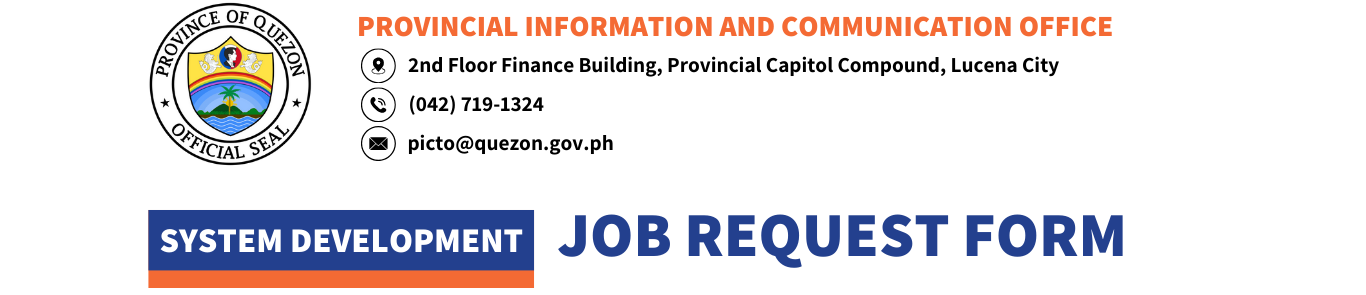 PROVINCE OF QUEZON
OFFICIAL SEAL
PROVINCIAL INFORMATION AND COMMUNICATION OFFICE
2nd Floor Finance Building, Provincial Capitol Compound, Lucena City
(042) 719-1324
picto@quezon.gov.ph
SYSTEM DEVELOPMENT
JOB REQUEST FORM